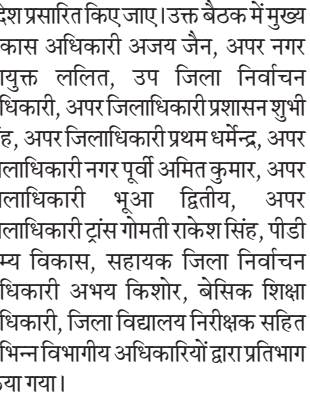 देश प्रसारित किए जाए। उक्त बैठक में मुख्य
कास अधिकारी अजय जैन, अपर नगर
युक्त ललित, उप जिला निर्वाचन
धिकारी, अपर जिलाधिकारी प्रशासन शुभी
ह, अपर जिलाधिकारी प्रथम धर्मेन्द्र, अपर
लाधिकारी नगर पूर्वी अमित कुमार, अपर
लाधिकारी भूआ द्वितीय, अपर
लाधिकारी ट्रांस गोमती राकेश सिंह, पीडी
म्य विकास, सहायक जिला निर्वाचन
धिकारी अभय किशोर, बेसिक शिक्षा
धिकारी, जिला विद्यालय निरीक्षक सहित
भिन्न विभागीय अधिकारियों द्वारा प्रतिभाग
या गया।